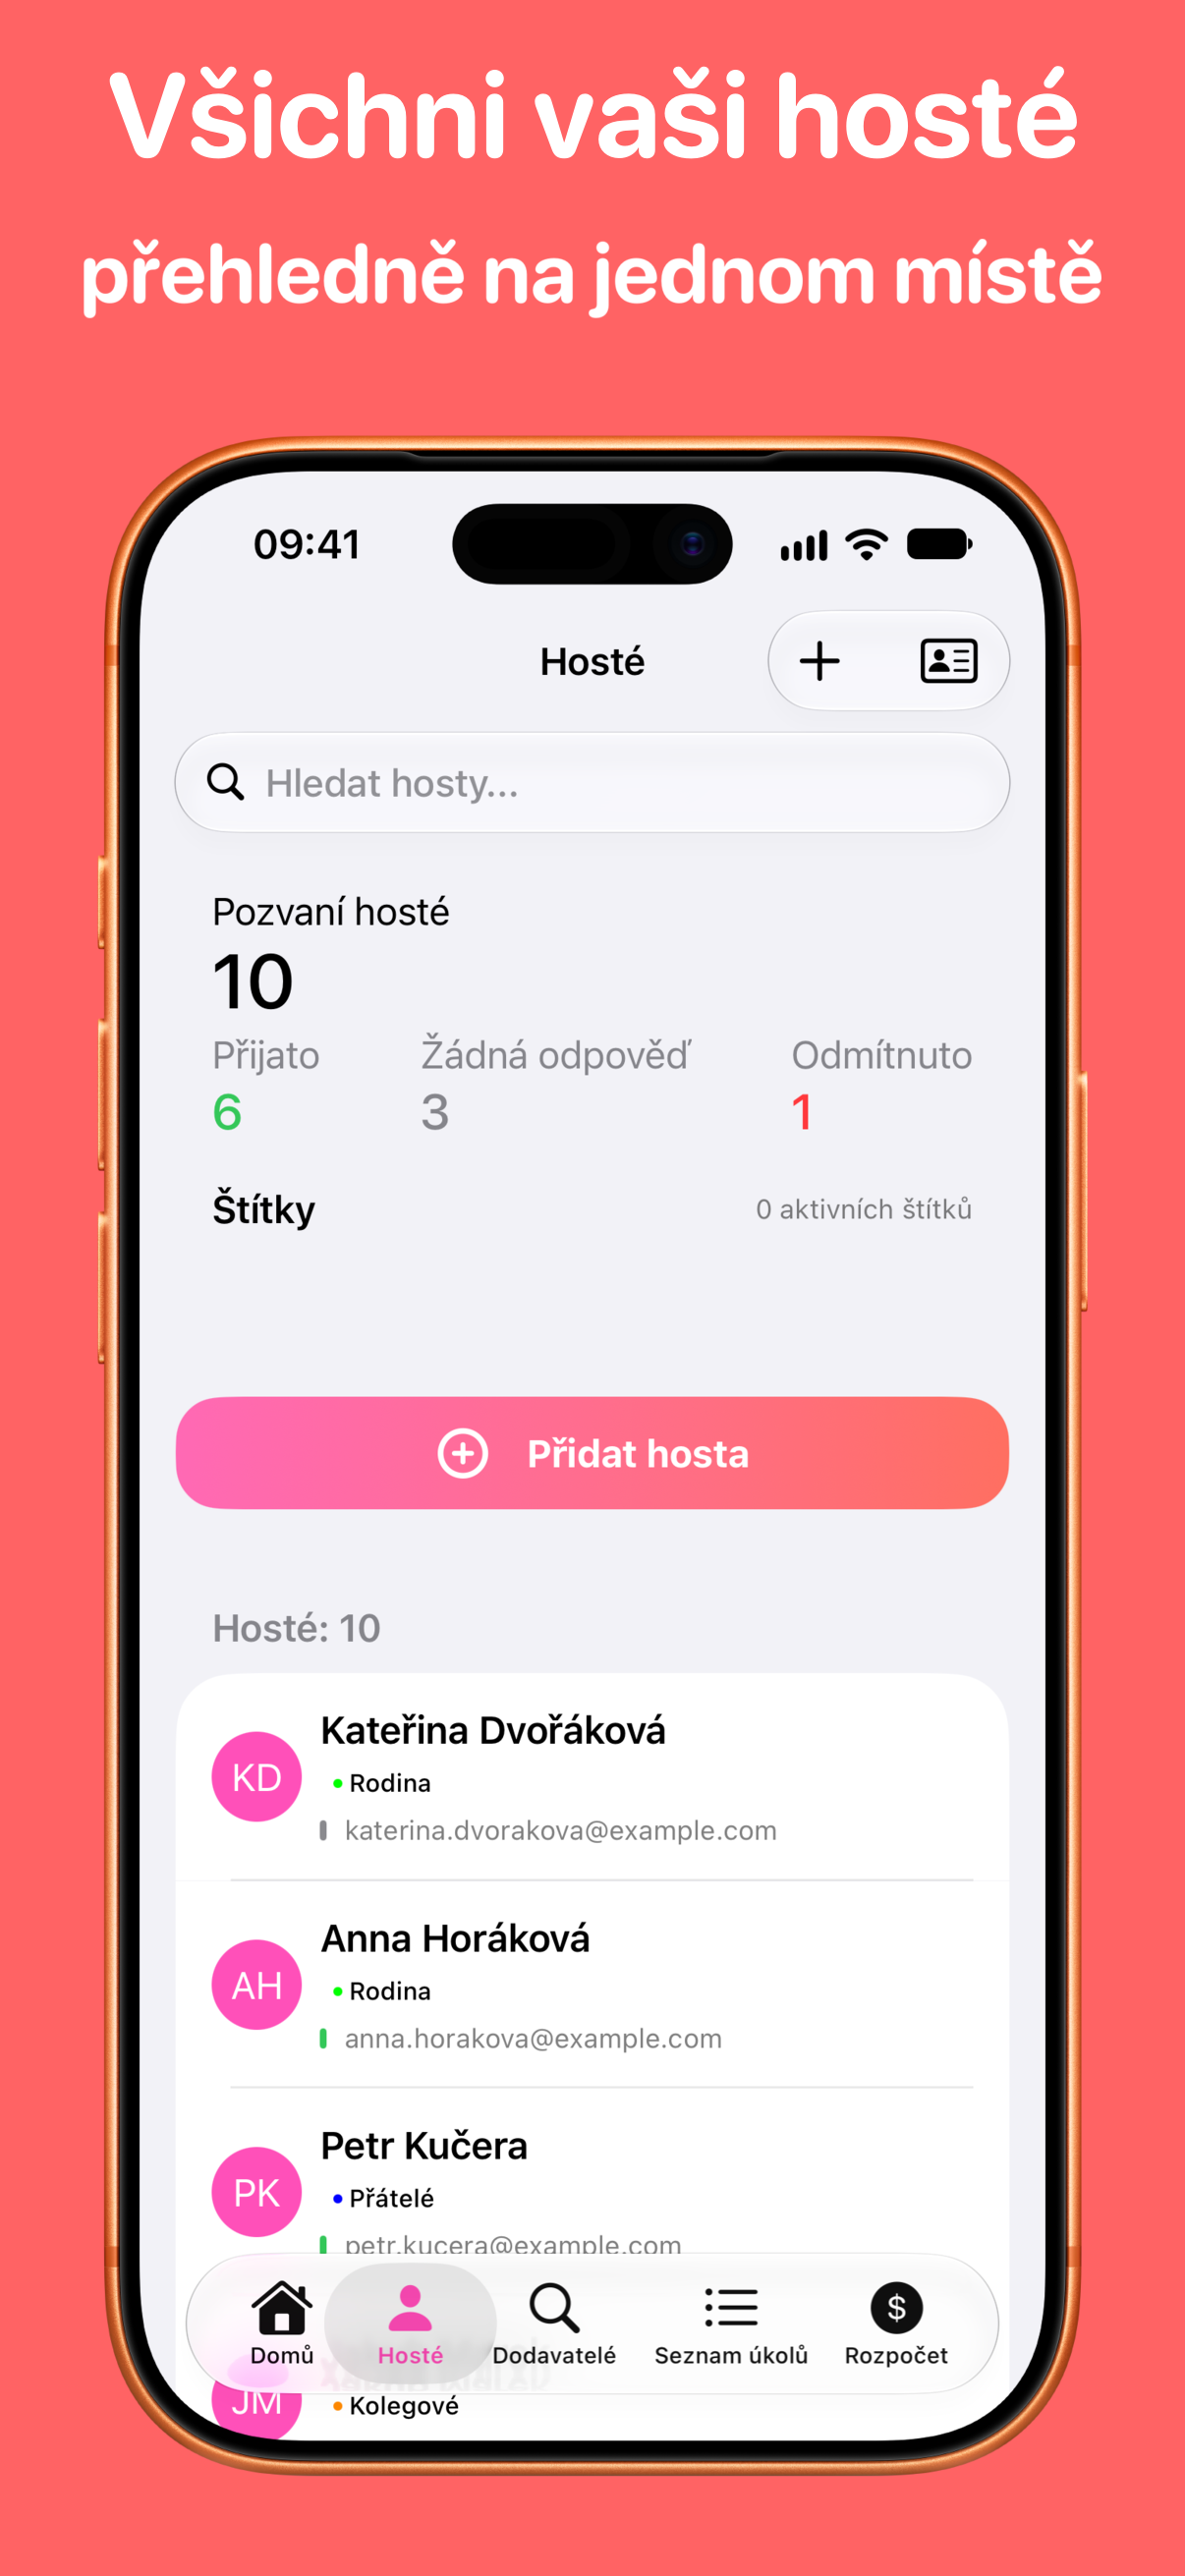 Všichni vaši hosté
přehledně na jednom místě
09:41
Hosté
Hledat hosty...
Pozvaní hosté
10
Přijato Žádná odpověď Odmítnuto
6 3 1
Štítky 0 aktivních štítků
Přidat hosta
Hosté: 10
KD
Kateřina Dvořáková
Rodina
katerina.dvorakova@example.com
AH
Anna Horáková
Rodina
anna.horakova@example.com
PK
Petr Kučera
Přátelé
petr.kucera@example.com
Domů Hosté Dodavatelé Seznam úkolů Rozpočet
JM
Kolegové